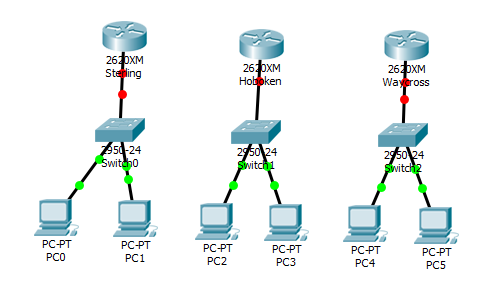 2620XM
Sterling
2620XM
Hoboken
2620XM
Waycross
2950-24
Switch0
2950-24
Switch1
2950-24
Switch2
PC-PT
PC0
PC-PT
PC1
PC-PT
PC2
PC-PT
PC3
PC-PT
PC4
PC-PT
PC5